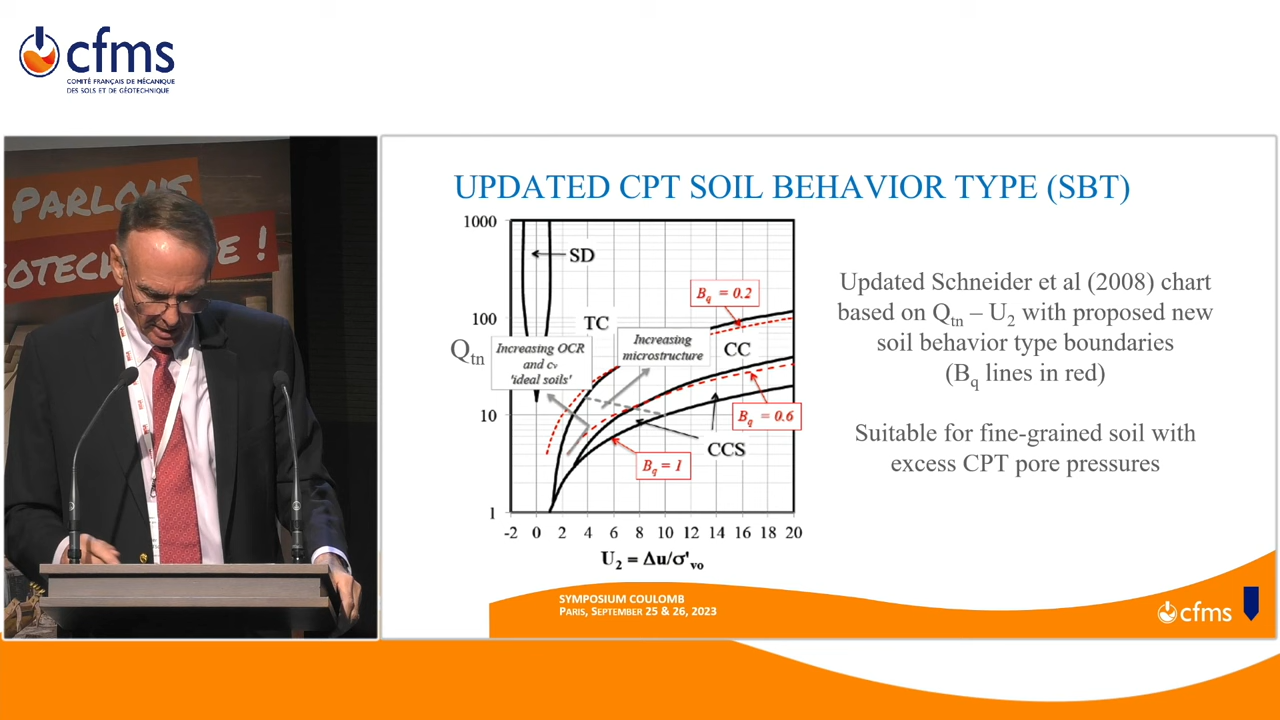 cfms
COMITÉ FRANÇAIS DE MÉCANIQUE
DES SOLS ET DE GÉOTECHNIQUE
PARLONS
GÉOTECH E !
UPDATED CPT SOIL BEHAVIOR TYPE (SBT)
1000
100
10
1
Qtn
SD
TC
CC
CCS
Bq = 0.2
Increasing OCR
and cv
'ideal soils'
Increasing
microstructure
Bq = 0.6
Bq = 1
-2 0 2 4 6 8 10 12 14 16 18 20
U2 = Δu/σ'vo
Updated Schneider et al (2008) chart
based on Qtn – U2 with proposed new
soil behavior type boundaries
(Bq lines in red)
Suitable for fine-grained soil with
excess CPT pore pressures
SYMPOSIUM COULOMB
PARIS, SEPTEMBER 25 & 26, 2023
cfms